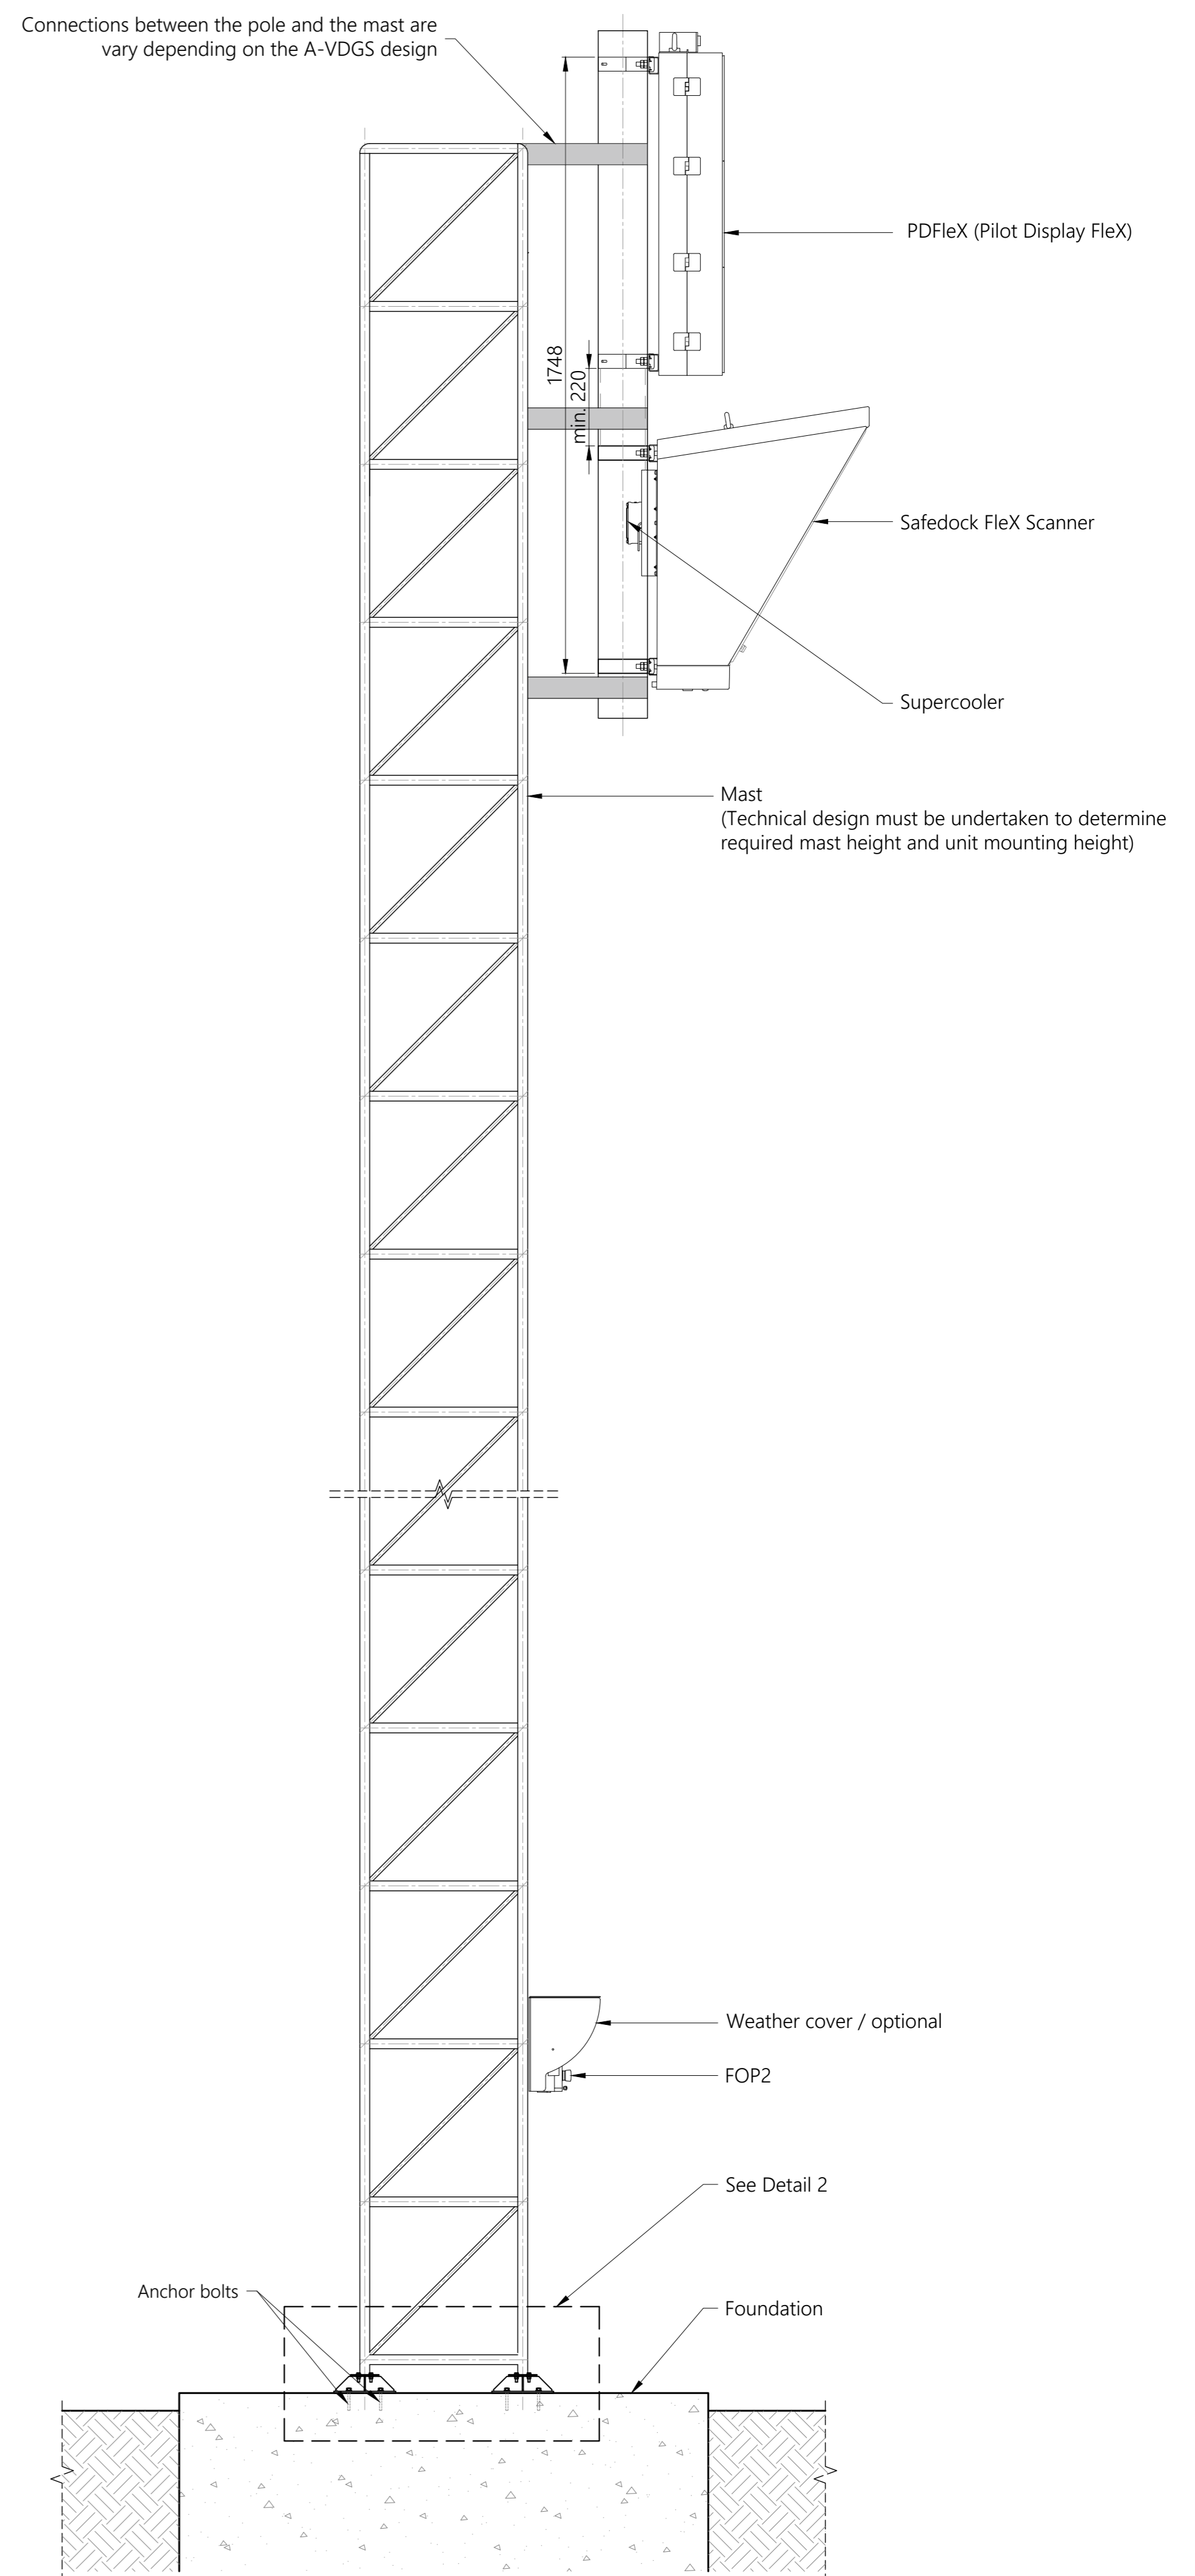 Connections between the pole and the mast are
vary depending on the A-VDGS design
PDFleX (Pilot Display FleX)
1748
min. 220
Safedock FleX Scanner
Supercooler
Mast
(Technical design must be undertaken to determine
required mast height and unit mounting height)
Weather cover / optional
FOP2
See Detail 2
Anchor bolts
Foundation